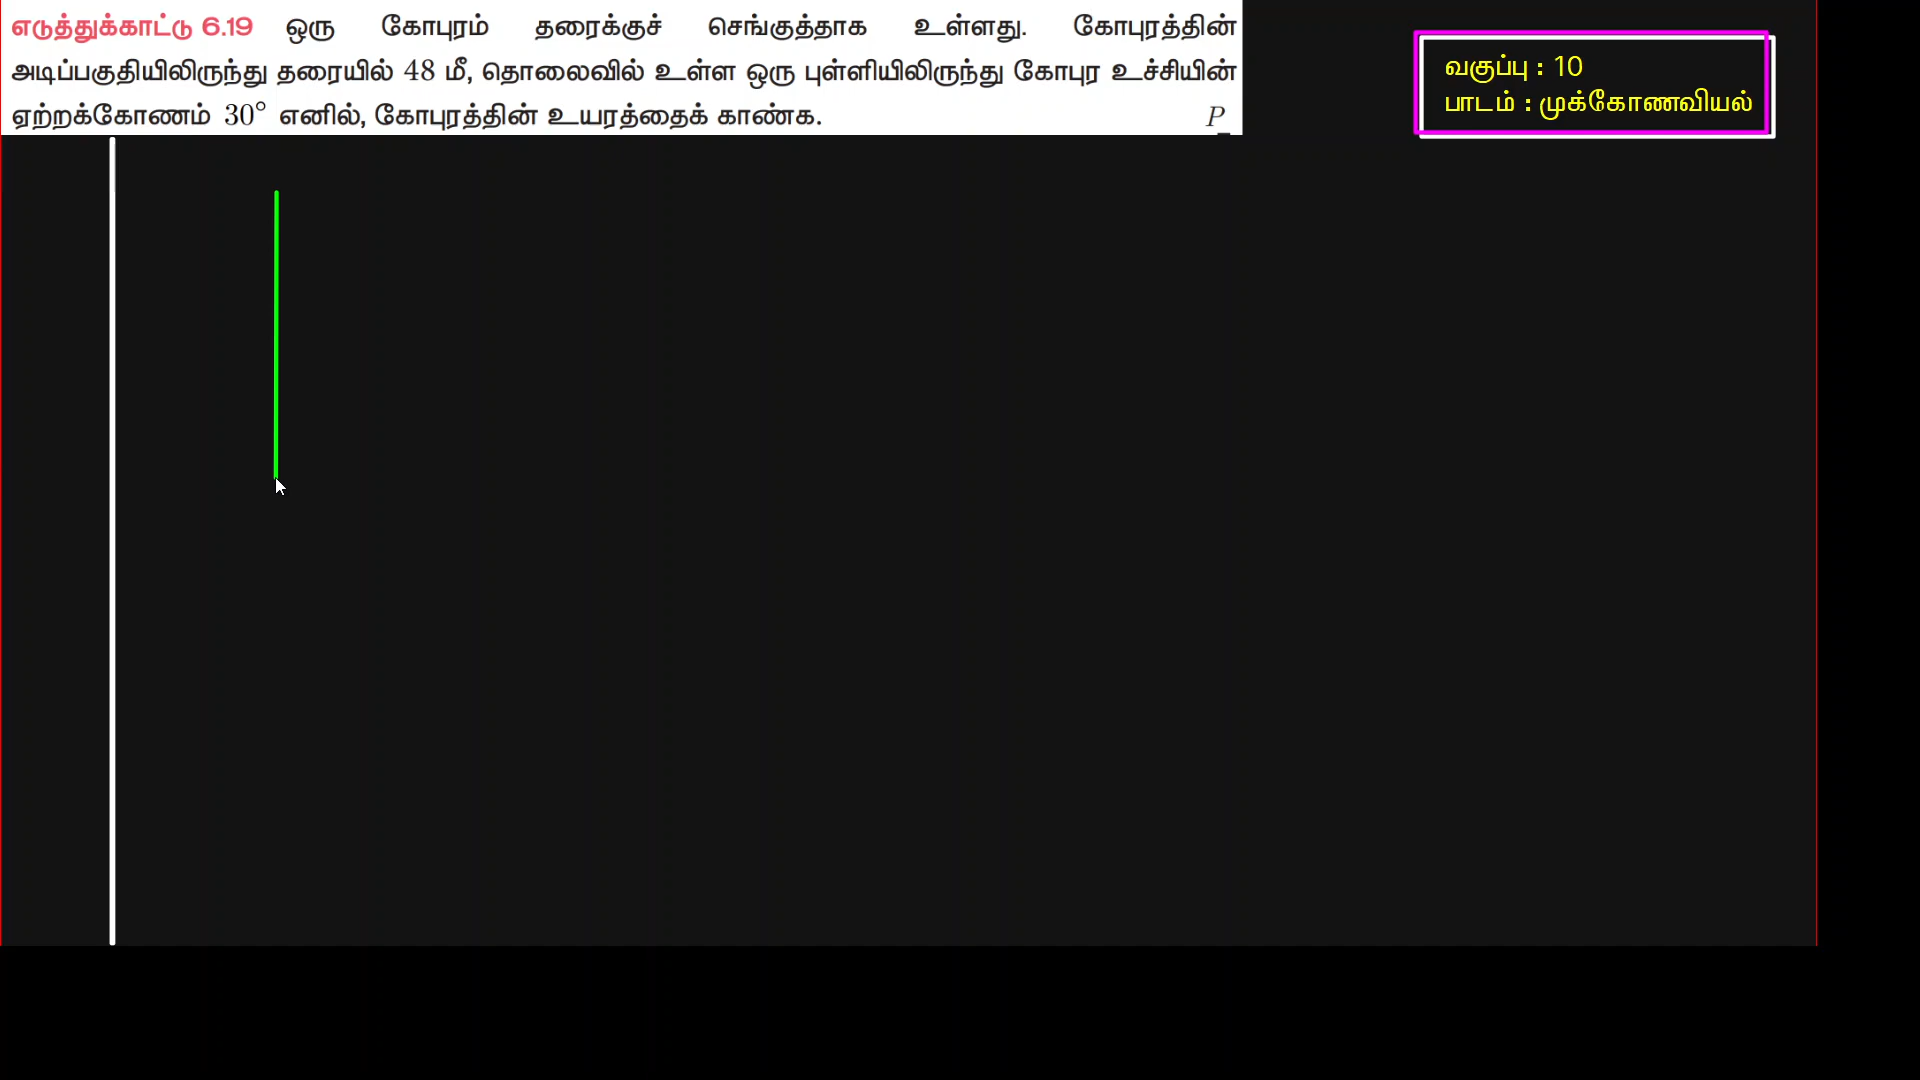 எடுத்துக்காட்டு 6.19 ஒரு கோபுரம் தரைக்குச் செங்குத்தாக உள்ளது. கோபுரத்தின்
அடிப்பகுதியிலிருந்து தரையில் 48 மீ, தொலைவில் உள்ள ஒரு புள்ளியிலிருந்து கோபுர உச்சியின்
ஏற்றக்கோணம் 30° எனில், கோபுரத்தின் உயரத்தைக் காண்க.
P
வகுப்பு : 10
பாடம் : முக்கோணவியல்